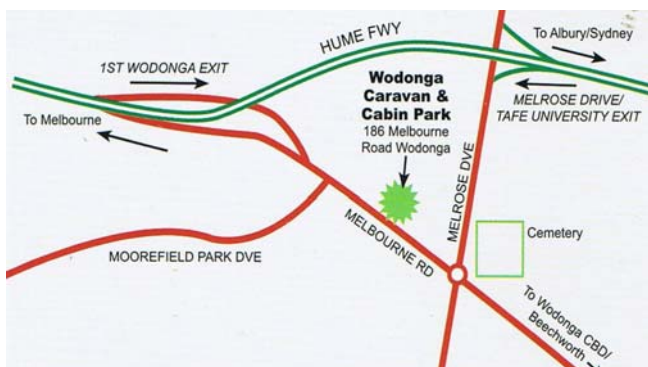 To Albury/Sydney
HUME FWY
1ST WODONGA EXIT
Wodonga
Caravan &
Cabin Park
186 Melbourne
Road Wodonga
MELROSE DRIVE/
TAFE UNIVERSITY EXIT
To Melbourne
MELROSE DVE
Cemetery
MELBOURNE RD
MOOREFIELD PARK DVE
To Wodonga CBD/
Beechworth